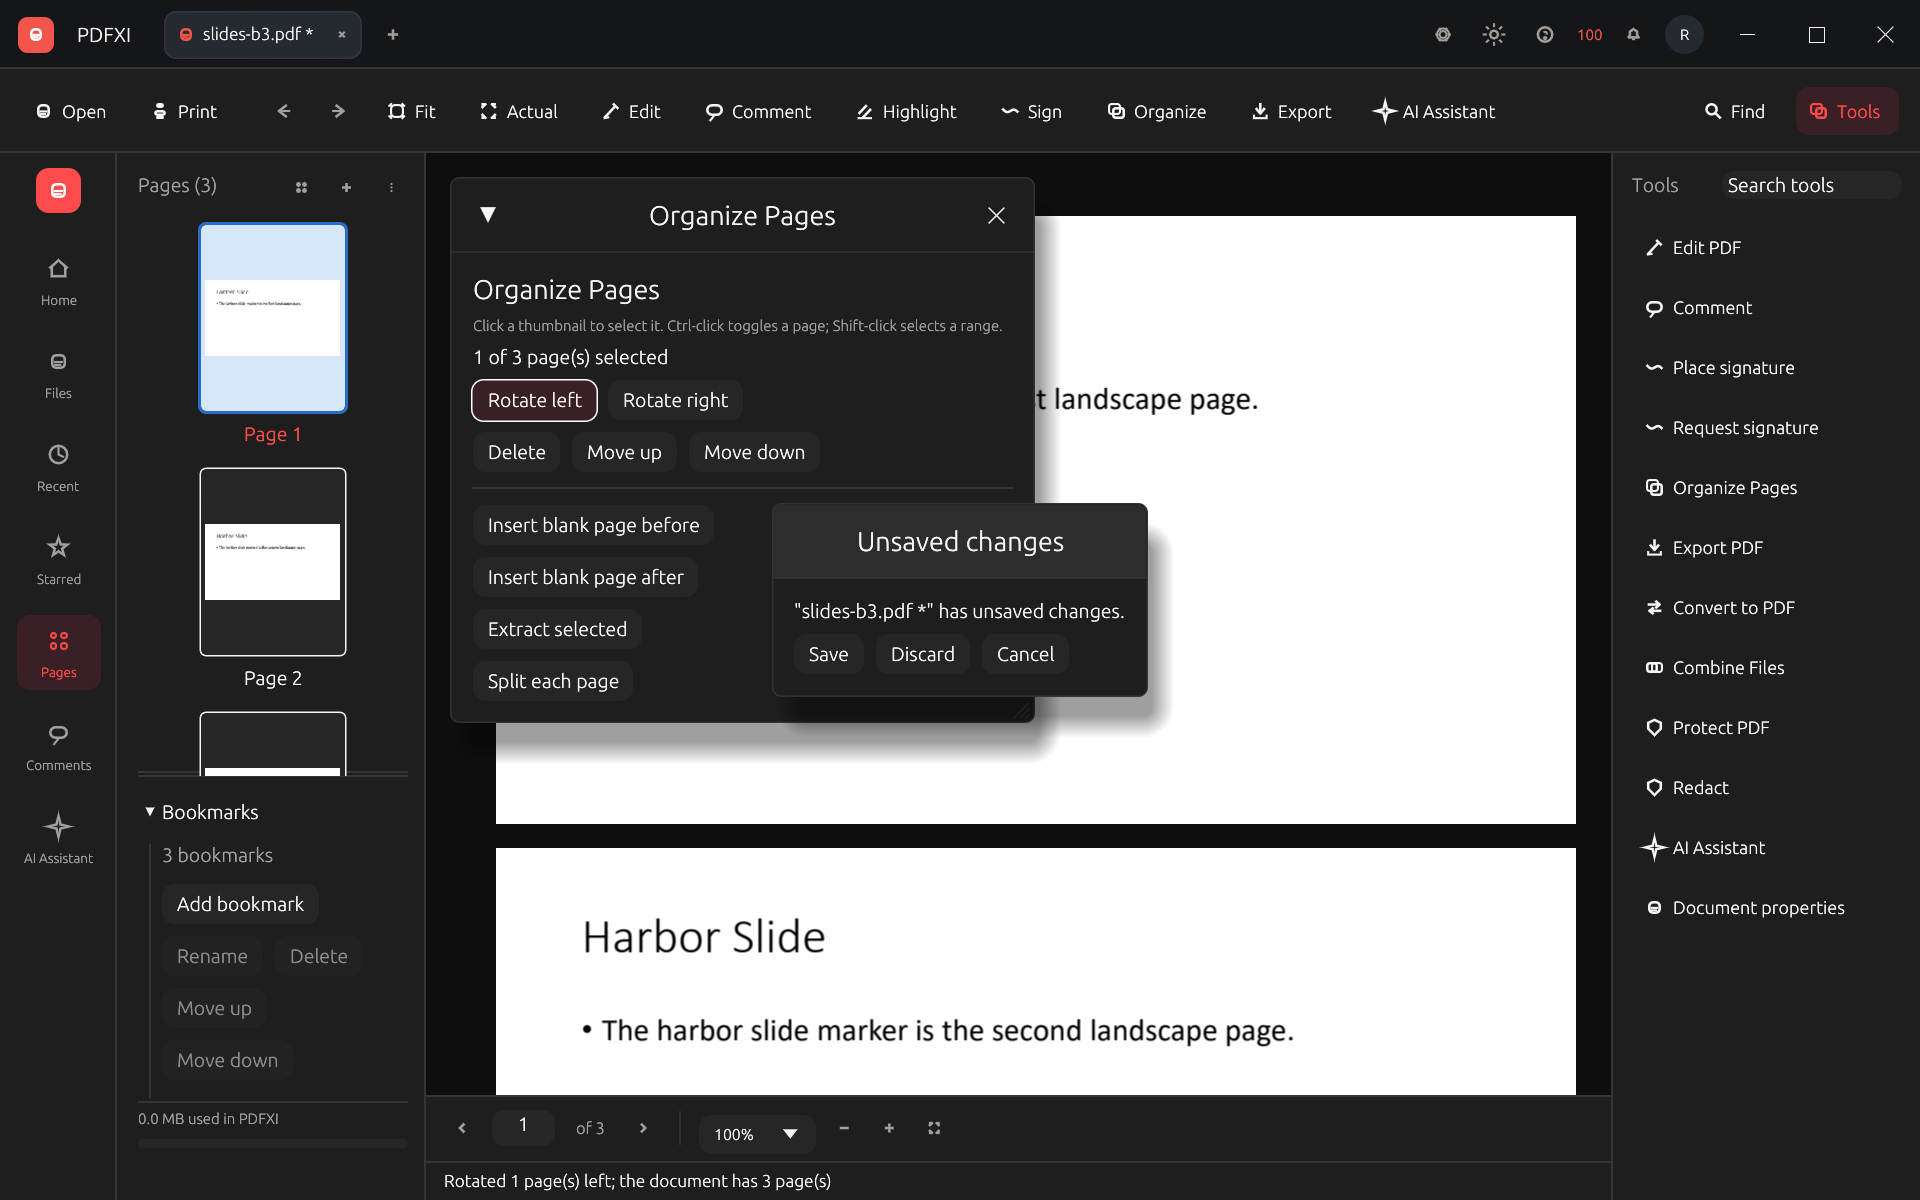 PDFXI
slides-b3.pdf *
100
R
Open
Print
Fit
Actual
Edit
Comment
Highlight
Sign
Organize
Export
AI Assistant
Find
Tools
Home
Files
Recent
Starred
Pages
Comments
AI Assistant
Pages (3)
Page 1
Harbor Slide
Page 2
Bookmarks
3 bookmarks
Add bookmark
Rename
Delete
Move up
Move down
0.0 MB used in PDFXI
Organize Pages
Organize Pages
Click a thumbnail to select it. Ctrl-click toggles a page; Shift-click selects a range.
1 of 3 page(s) selected
Rotate left
Rotate right
Delete
Move up
Move down
Insert blank page before
Insert blank page after
Extract selected
Split each page
Unsaved changes
"slides-b3.pdf *" has unsaved changes.
Save
Discard
Cancel
t landscape page.
Harbor Slide
• The harbor slide marker is the second landscape page.
1
of 3
100%
Rotated 1 page(s) left; the document has 3 page(s)
Tools
Search tools
Edit PDF
Comment
Place signature
Request signature
Organize Pages
Export PDF
Convert to PDF
Combine Files
Protect PDF
Redact
AI Assistant
Document properties